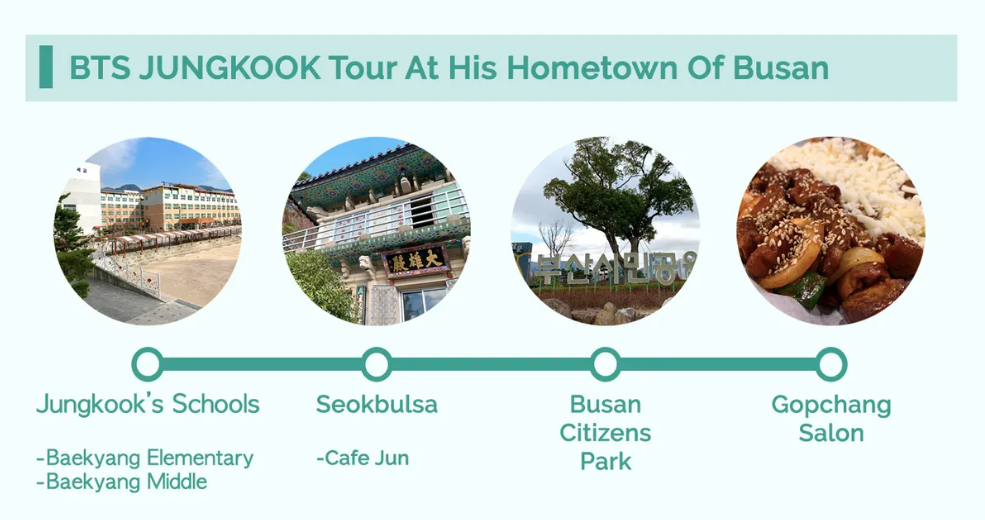 BTS JUNGKOOK Tour At His Hometown Of Busan
大雄殿
부산시민공원
Jungkook's Schools
-Baekyang Elementary
-Baekyang Middle
Seokbulsa
-Cafe Jun
Busan
Citizens
Park
Gopchang
Salon